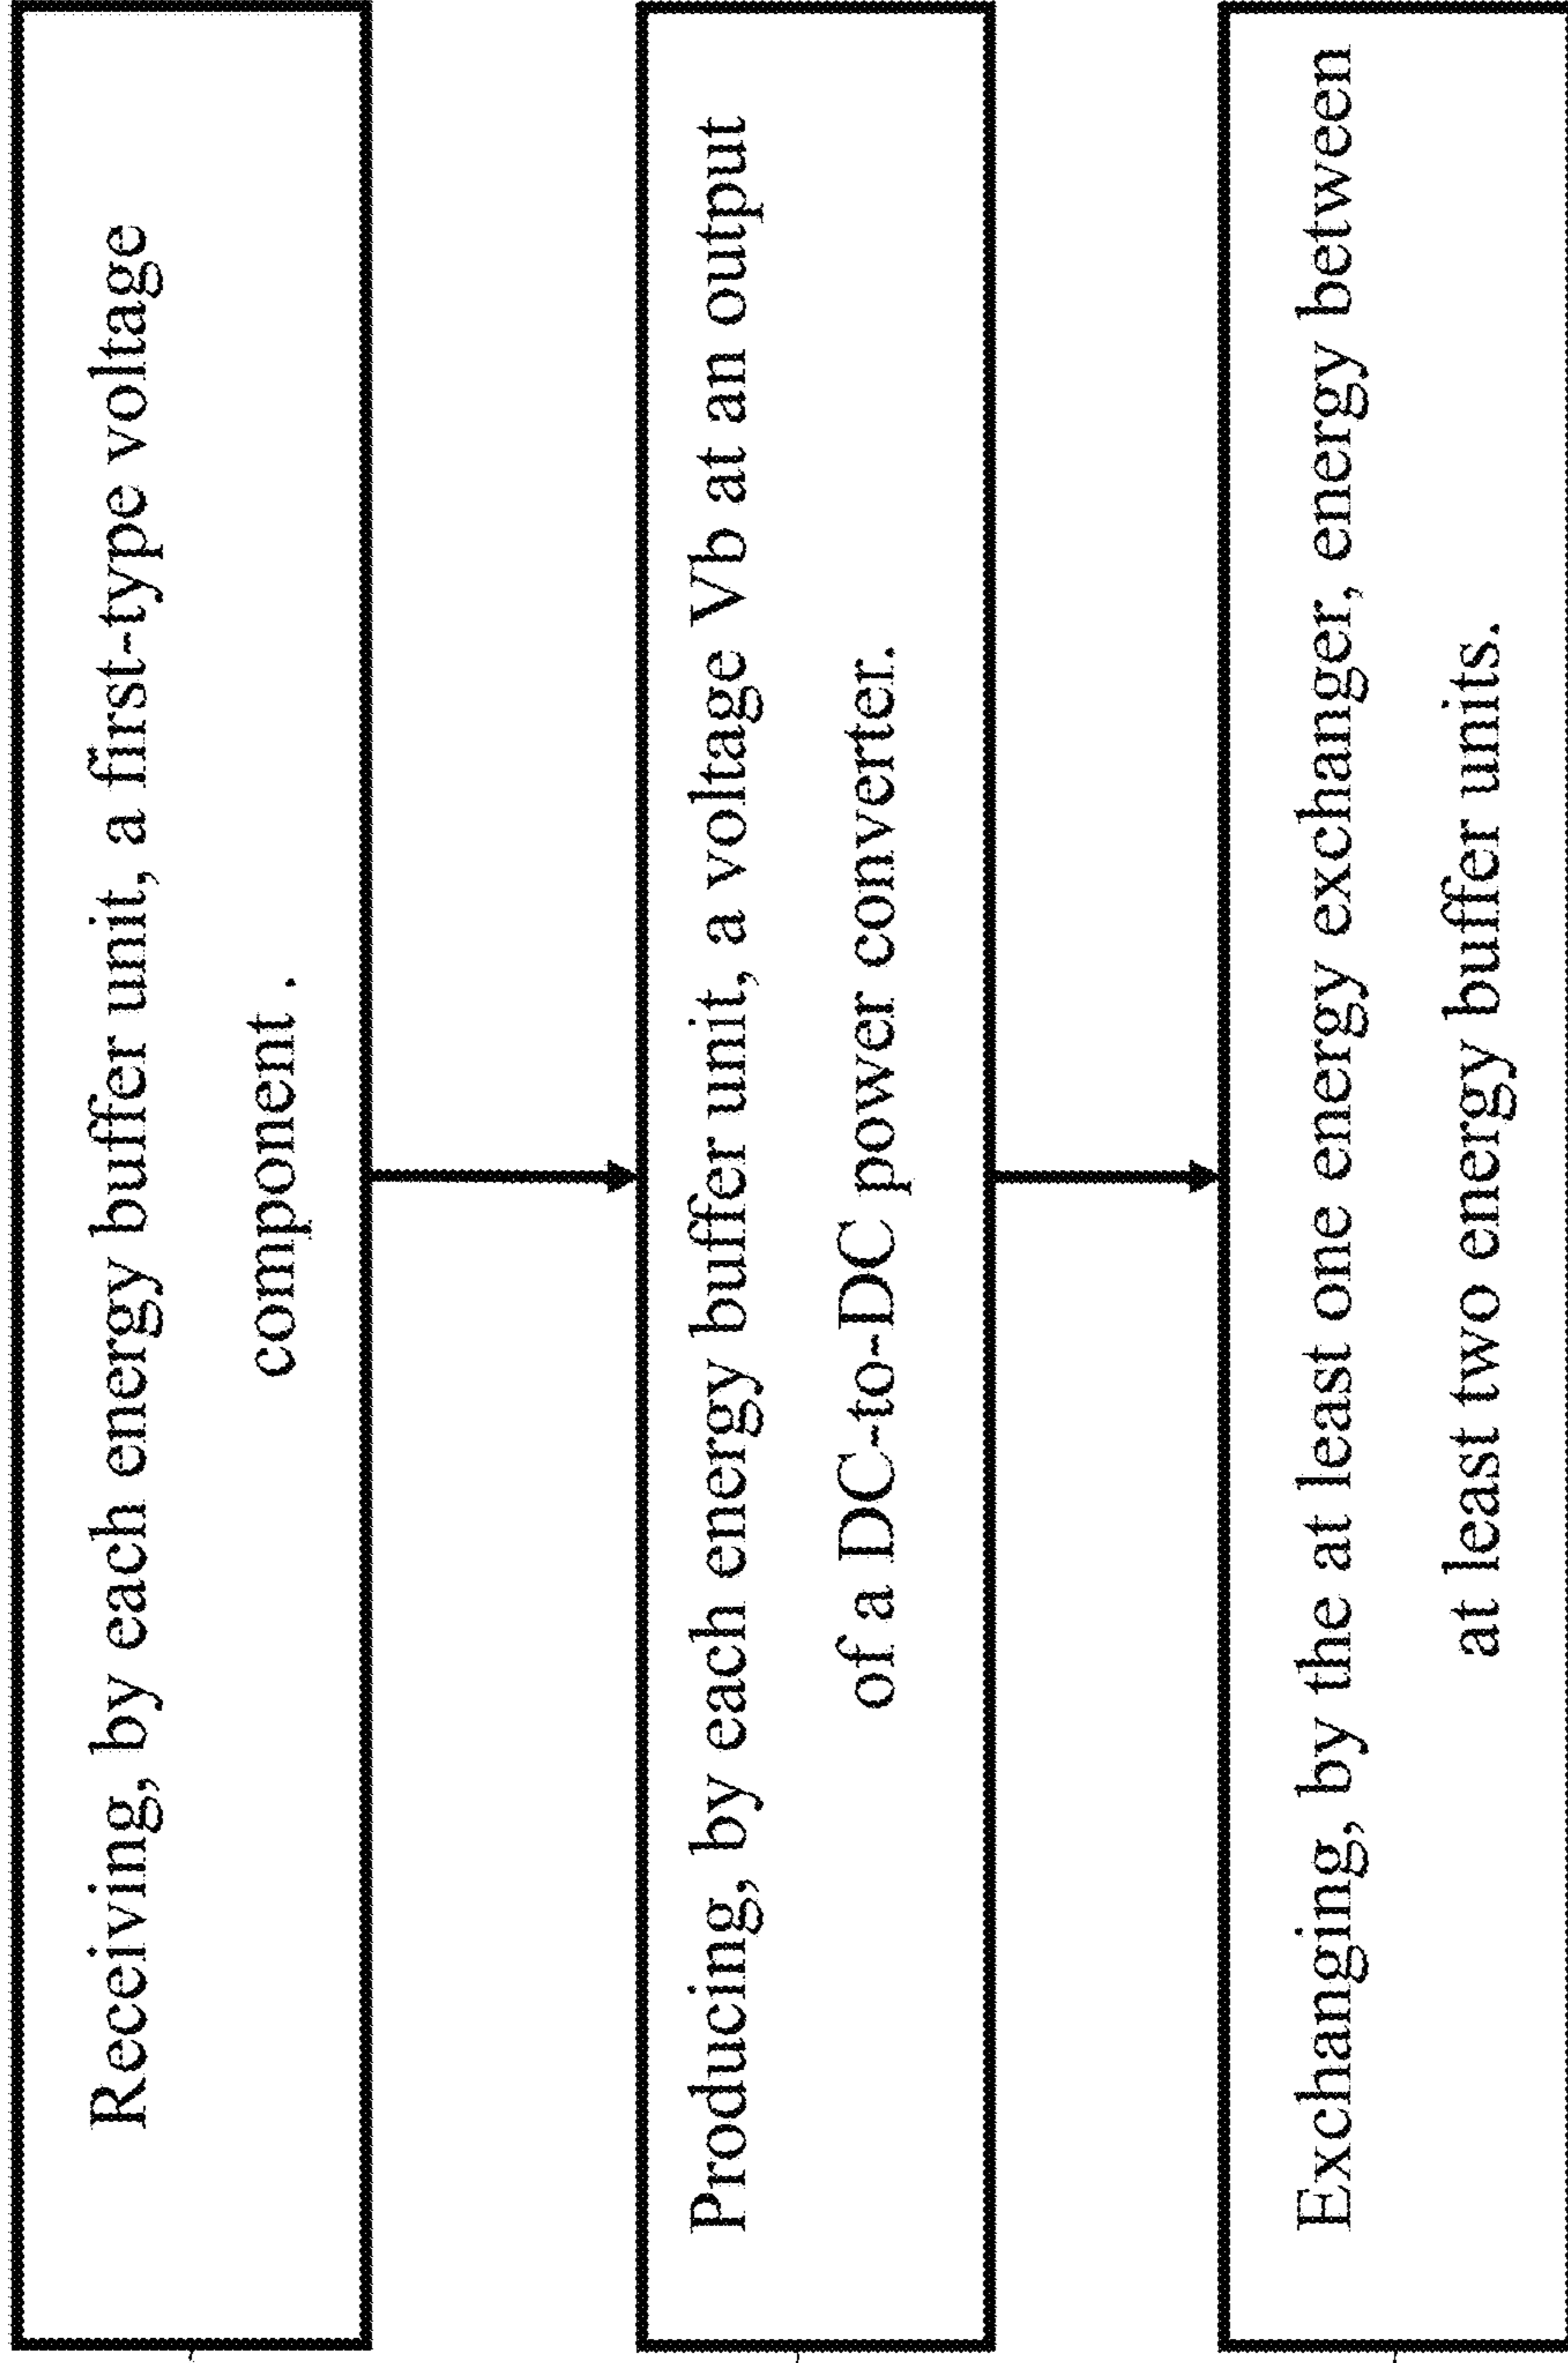 Receiving, by each energy buffer unit, a first-type voltage
component .
Producing, by each energy buffer unit, a voltage Vb at an output
of a DC-to-DC power converter.
Exchanging, by the at least one energy exchanger, energy between
at least two energy buffer units.